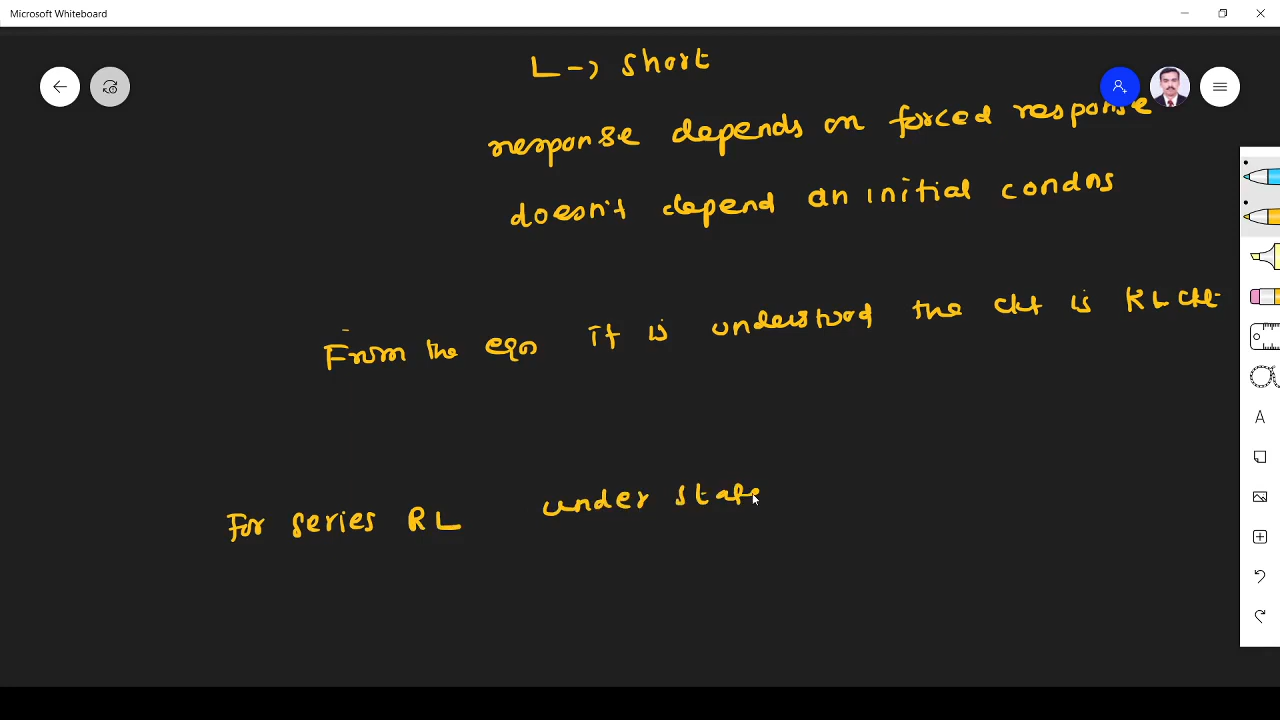 Microsoft Whiteboard
L -> short
response depends on forced response
doesn't depend an initial condns
From the eqn it is understood the ckt is RL ckt
For series RL under state
A